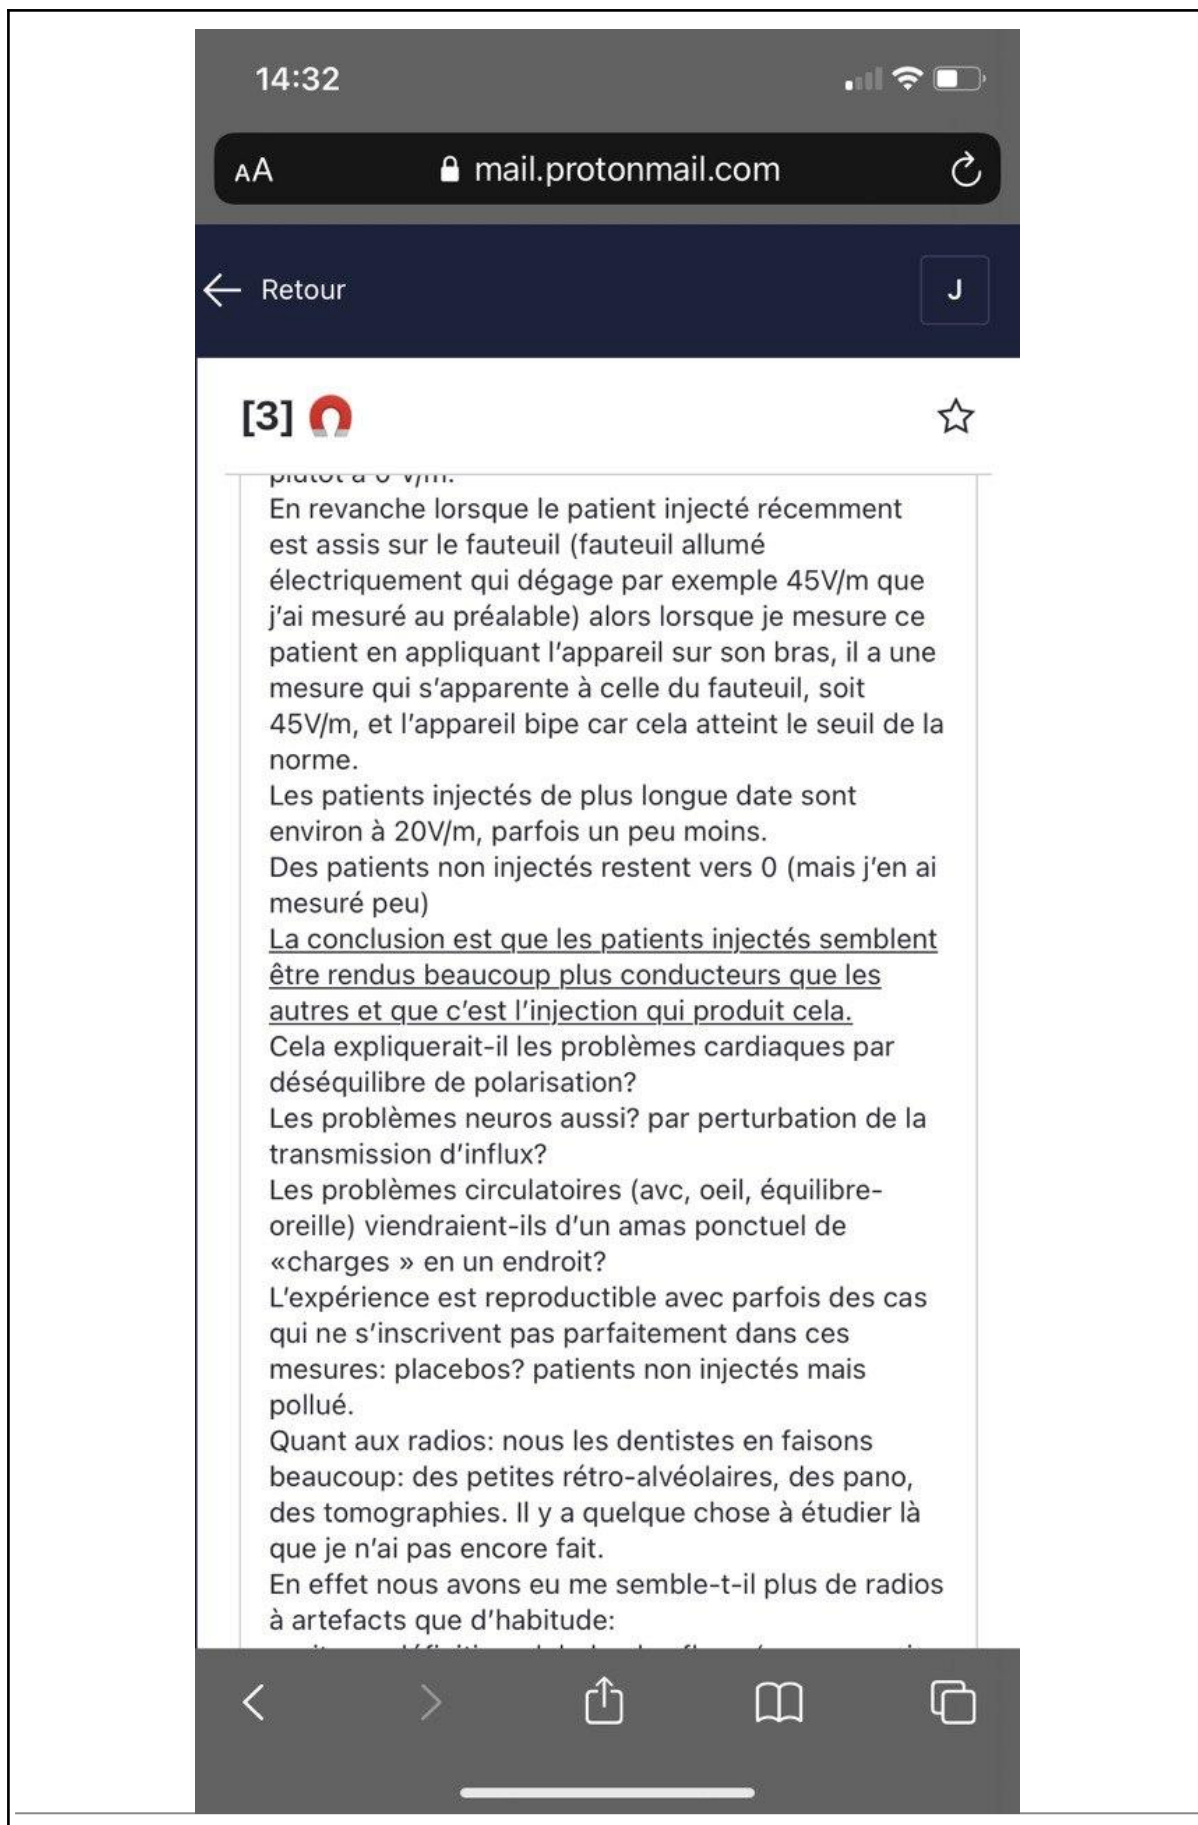 14:32
AA mail.protonmail.com
Retour J
[3]
plutôt à 0 V/m.
En revanche lorsque le patient injecté récemment
est assis sur le fauteuil (fauteuil allumé
électriquement qui dégage par exemple 45V/m que
j'ai mesuré au préalable) alors lorsque je mesure ce
patient en appliquant l'appareil sur son bras, il a une
mesure qui s'apparente à celle du fauteuil, soit
45V/m, et l'appareil bipe car cela atteint le seuil de la
norme.
Les patients injectés de plus longue date sont
environ à 20V/m, parfois un peu moins.
Des patients non injectés restent vers 0 (mais j'en ai
mesuré peu)
La conclusion est que les patients injectés semblent
être rendus beaucoup plus conducteurs que les
autres et que c'est l'injection qui produit cela.
Cela expliquerait-il les problèmes cardiaques par
déséquilibre de polarisation?
Les problèmes neuros aussi? par perturbation de la
transmission d'influx?
Les problèmes circulatoires (avc, oeil, équilibre-
oreille) viendraient-ils d'un amas ponctuel de
«charges » en un endroit?
L'expérience est reproductible avec parfois des cas
qui ne s'inscrivent pas parfaitement dans ces
mesures: placebos? patients non injectés mais
pollué.
Quant aux radios: nous les dentistes en faisons
beaucoup: des petites rétro-alvéolaires, des pano,
des tomographies. Il y a quelque chose à étudier là
que je n'ai pas encore fait.
En effet nous avons eu me semble-t-il plus de radios
à artefacts que d'habitude: